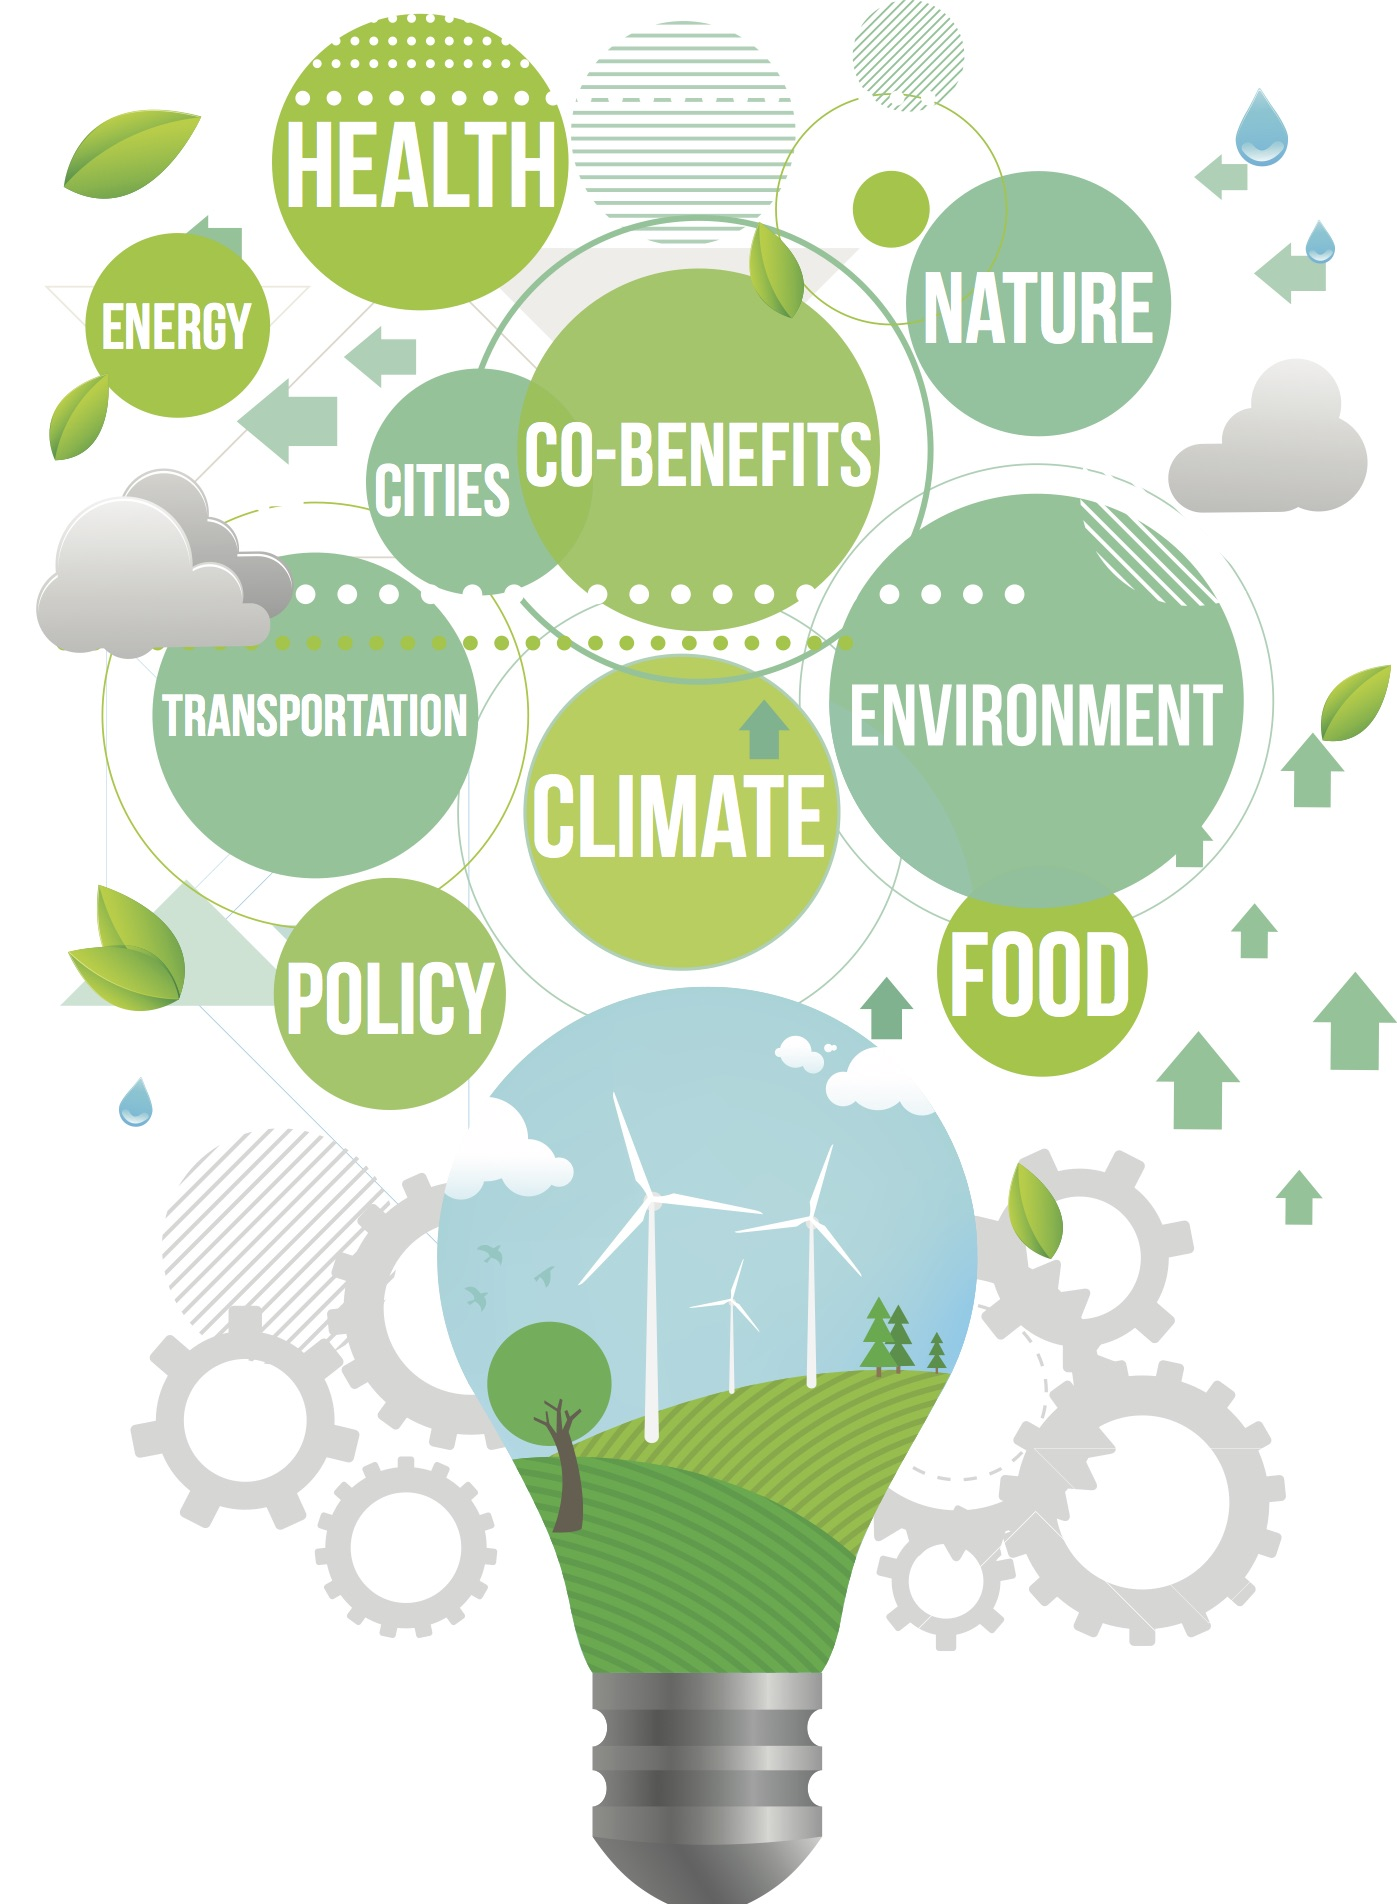 HEALTH
NATURE
ENERGY
CO-BENEFITS
CITIES
TRANSPORTATION
ENVIRONMENT
CLIMATE
FOOD
POLICY